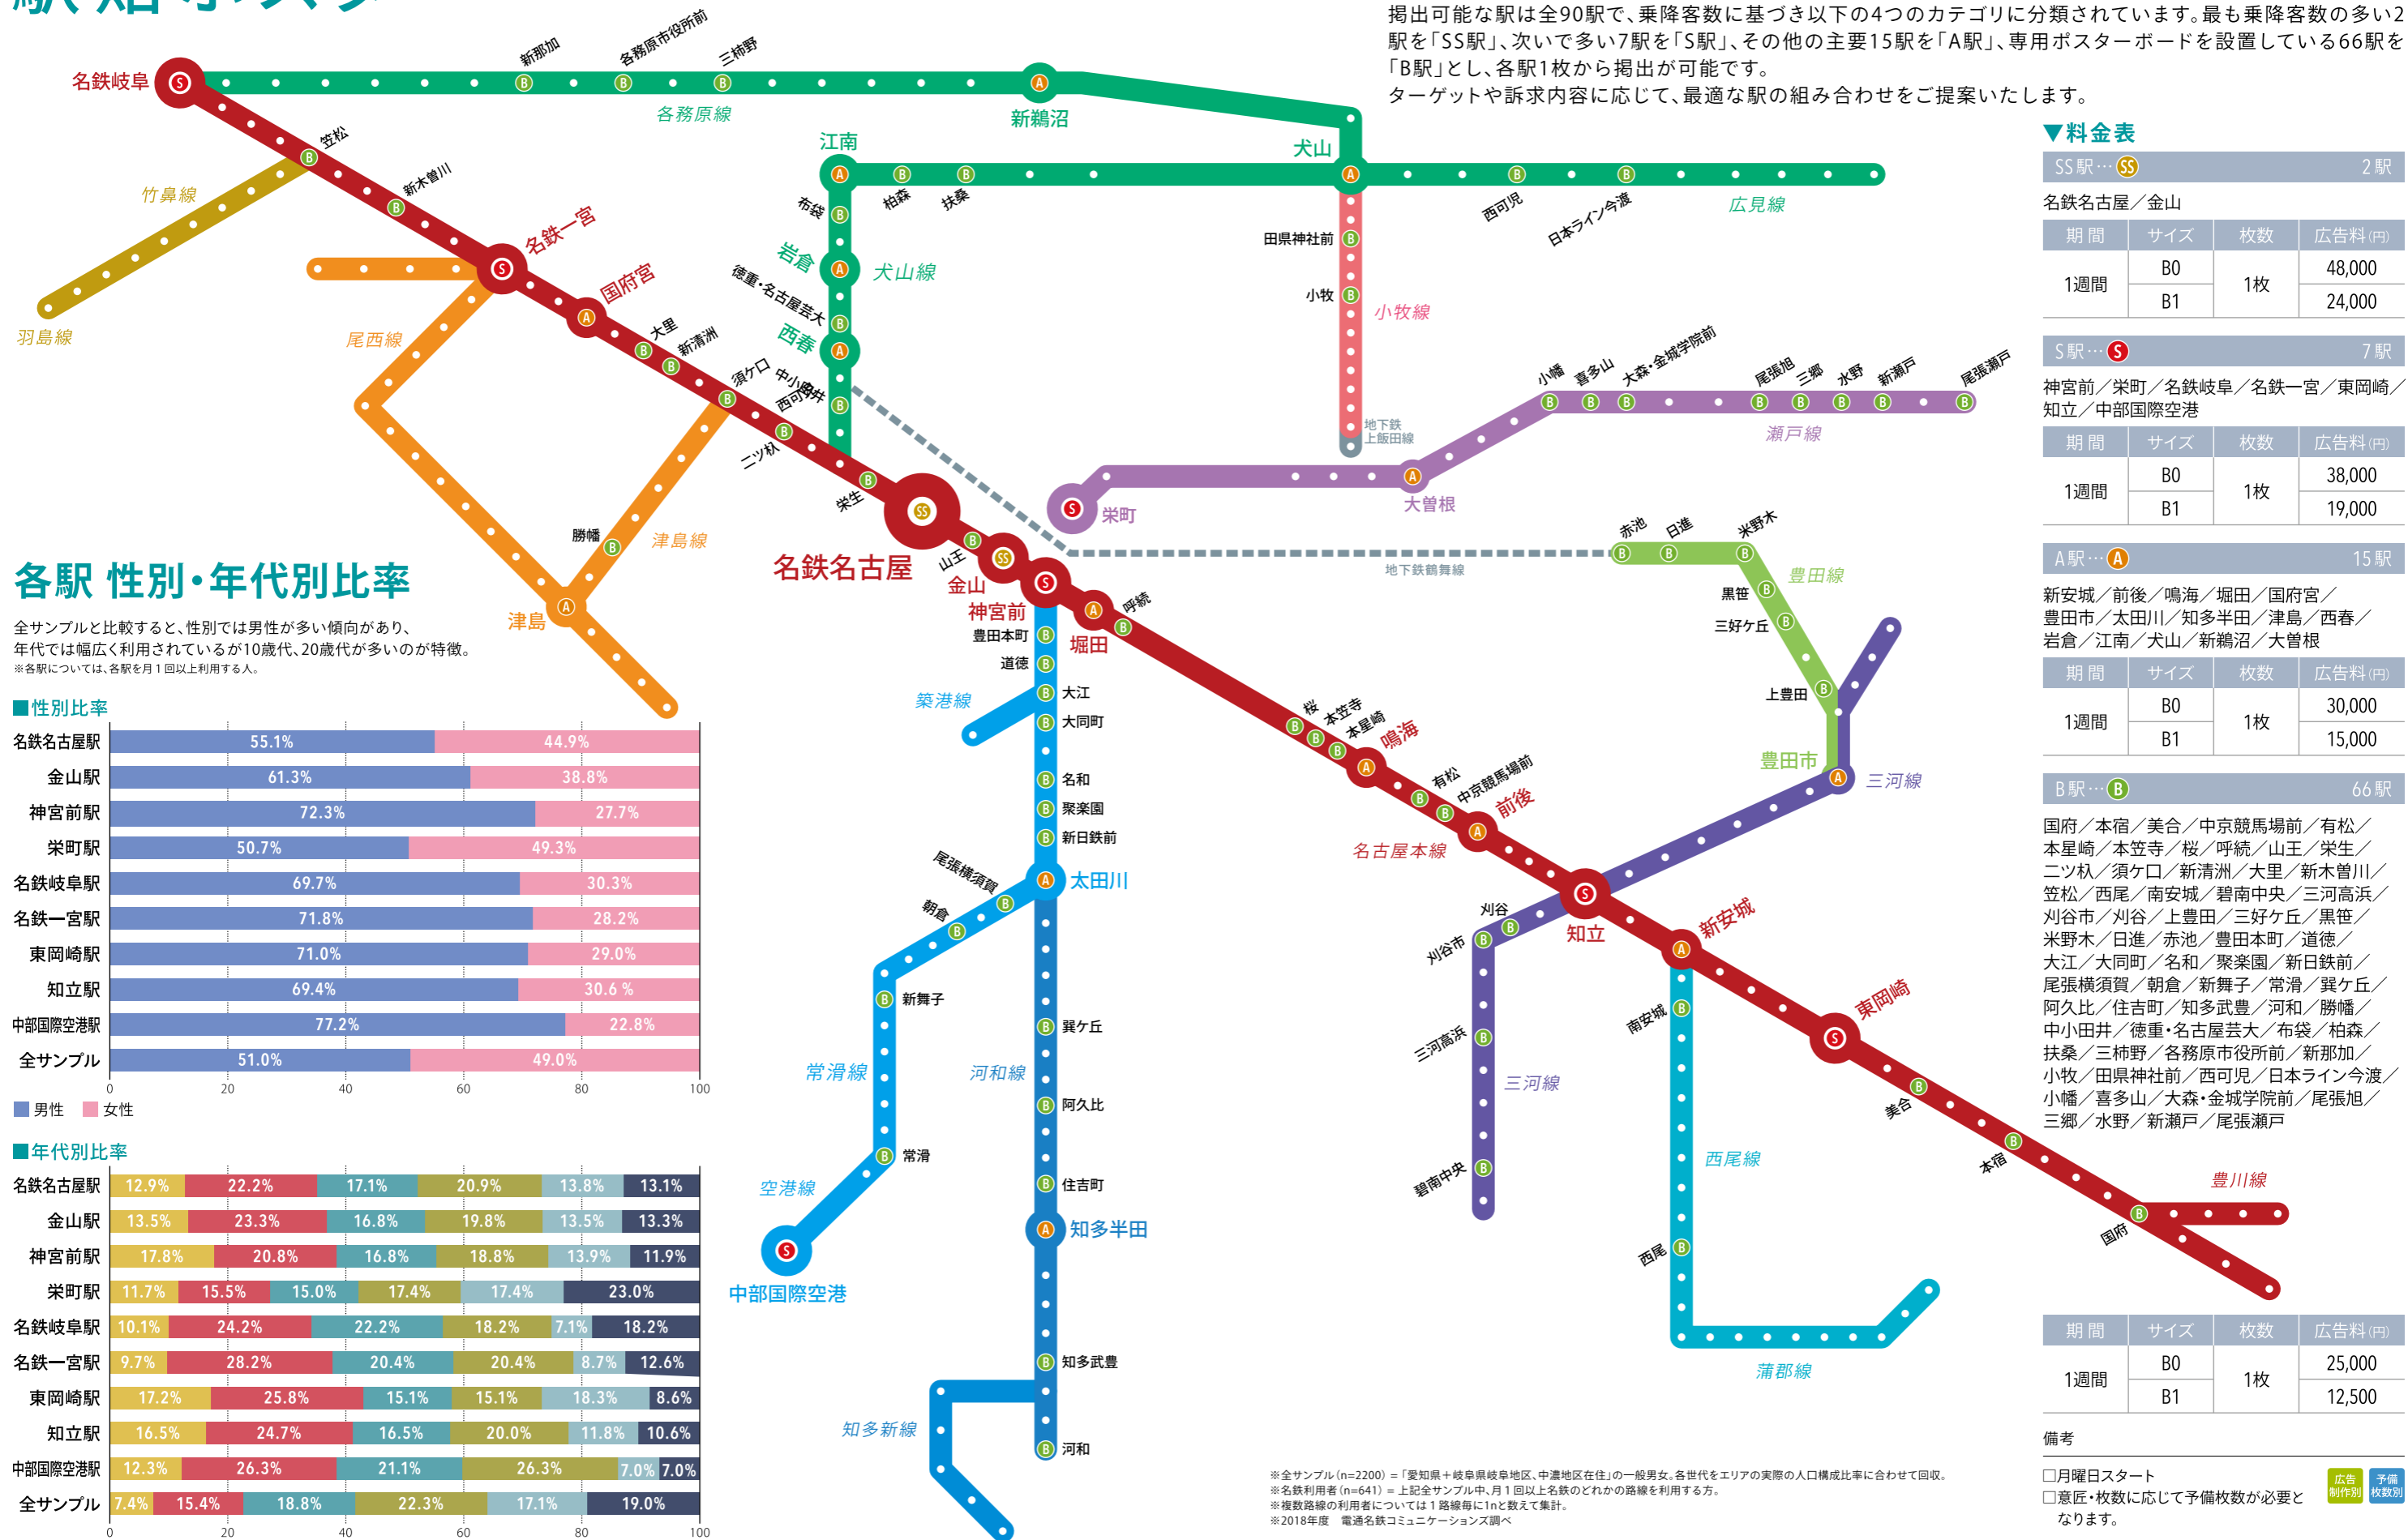 掲出可能な駅は全90駅で、乗降客数に基づき以下の4つのカテゴリに分類されています。最も乗降客数の多い2
駅を「SS駅」、次いで多い7駅を「S駅」、その他の主要15駅を「A駅」、専用ポスターボードを設置している66駅を
「B駅」とし、各駅1枚から掲出が可能です。
ターゲットや訴求内容に応じて、最適な駅の組み合わせをご提案いたします。
名鉄岐阜
S
新那加
B
各務原市役所前
B
三柿野
B
各務原線
A
新鵜沼
笠松
B
竹鼻線
羽島線
新木曽川
B
名鉄一宮
S
尾西線
国府宮
A
大里
B
新清洲
B
須ケ口
B
津島線
勝幡
B
津島
A
二ツ杁
B
栄生
B
江南
A
柏森
B
扶桑
B
布袋
B
岩倉
A
犬山線
徳重・名古屋芸大
B
西春
A
中小田井
B
西可児
犬山
A
西可児
B
日本ライン今渡
B
広見線
田県神社前
B
小牧
B
小牧線
地下鉄
上飯田線
小幡
B
喜多山
B
大森・金城学院前
B
尾張旭
B
三郷
B
水野
B
新瀬戸
B
尾張瀬戸
B
瀬戸線
大曽根
A
栄町
S
名鉄名古屋
SS
山王
B
金山
SS
神宮前
S
堀田
A
呼続
B
地下鉄鶴舞線
赤池
B
日進
B
米野木
B
豊田線
黒笹
B
三好ケ丘
B
上豊田
B
豊田市
A
三河線
豊田本町
B
道徳
B
築港線
大江
B
大同町
B
名和
B
聚楽園
B
新日鉄前
B
太田川
A
尾張横須賀
B
朝倉
B
新舞子
B
常滑線
常滑
B
空港線
S
中部国際空港
河和線
巽ケ丘
B
阿久比
B
住吉町
B
知多半田
A
知多武豊
B
知多新線
河和
B
桜
B
本笠寺
B
本星崎
B
鳴海
A
有松
B
中京競馬場前
B
前後
A
名古屋本線
知立
S
刈谷
B
刈谷市
B
三河高浜
B
三河線
碧南中央
B
新安城
A
南安城
B
西尾線
西尾
B
蒲郡線
東岡崎
S
美合
B
本宿
B
国府
B
豊川線
各駅 性別・年代別比率
全サンプルと比較すると、性別では男性が多い傾向があり、
年代では幅広く利用されているが10歳代、20歳代が多いのが特徴。
※各駅については、各駅を月1回以上利用する人。
■性別比率
名鉄名古屋駅 55.1% 44.9%
金山駅 61.3% 38.8%
神宮前駅 72.3% 27.7%
栄町駅 50.7% 49.3%
名鉄岐阜駅 69.7% 30.3%
名鉄一宮駅 71.8% 28.2%
東岡崎駅 71.0% 29.0%
知立駅 69.4% 30.6 %
中部国際空港駅 77.2% 22.8%
全サンプル 51.0% 49.0%
0 20 40 60 80 100
男性 女性
■年代別比率
名鉄名古屋駅 12.9% 22.2% 17.1% 20.9% 13.8% 13.1%
金山駅 13.5% 23.3% 16.8% 19.8% 13.5% 13.3%
神宮前駅 17.8% 20.8% 16.8% 18.8% 13.9% 11.9%
栄町駅 11.7% 15.5% 15.0% 17.4% 17.4% 23.0%
名鉄岐阜駅 10.1% 24.2% 22.2% 18.2% 7.1% 18.2%
名鉄一宮駅 9.7% 28.2% 20.4% 20.4% 8.7% 12.6%
東岡崎駅 17.2% 25.8% 15.1% 15.1% 18.3% 8.6%
知立駅 16.5% 24.7% 16.5% 20.0% 11.8% 10.6%
中部国際空港駅 12.3% 26.3% 21.1% 26.3% 7.0% 7.0%
全サンプル 7.4% 15.4% 18.8% 22.3% 17.1% 19.0%
0 20 40 60 80 100
▼料金表
SS駅…SS 2駅
名鉄名古屋／金山
期間 サイズ 枚数 広告料(円)
1週間 B0 1枚 48,000
B1 24,000
S駅…S 7駅
神宮前／栄町／名鉄岐阜／名鉄一宮／東岡崎／
知立／中部国際空港
期間 サイズ 枚数 広告料(円)
1週間 B0 1枚 38,000
B1 19,000
A駅…A 15駅
新安城／前後／鳴海／堀田／国府宮／
豊田市／太田川／知多半田／津島／西春／
岩倉／江南／犬山／新鵜沼／大曽根
期間 サイズ 枚数 広告料(円)
1週間 B0 1枚 30,000
B1 15,000
B駅…B 66駅
国府／本宿／美合／中京競馬場前／有松／
本星崎／本笠寺／桜／呼続／山王／栄生／
二ツ杁／須ケ口／新清洲／大里／新木曽川／
笠松／西尾／南安城／碧南中央／三河高浜／
刈谷市／刈谷／上豊田／三好ケ丘／黒笹／
米野木／日進／赤池／豊田本町／道徳／
大江／大同町／名和／聚楽園／新日鉄前／
尾張横須賀／朝倉／新舞子／常滑／巽ケ丘／
阿久比／住吉町／知多武豊／河和／勝幡／
中小田井／徳重・名古屋芸大／布袋／柏森／
扶桑／三柿野／各務原市役所前／新那加／
小牧／田県神社前／西可児／日本ライン今渡／
小幡／喜多山／大森・金城学院前／尾張旭／
三郷／水野／新瀬戸／尾張瀬戸
期間 サイズ 枚数 広告料(円)
1週間 B0 1枚 25,000
B1 12,500
備考
□月曜日スタート
□意匠・枚数に応じて予備枚数が必要と
なります。
広告
制作別
予備
枚数別
※全サンプル(n=2200) =「愛知県＋岐阜県岐阜地区、中濃地区在住」の一般男女。各世代をエリアの実際の人口構成比率に合わせて回収。
※名鉄利用者(n=641) = 上記全サンプル中、月1回以上名鉄のどれかの路線を利用する方。
※複数路線の利用者については1路線毎に1nと数えて集計。
※2018年度 電通名鉄コミュニケーションズ調べ